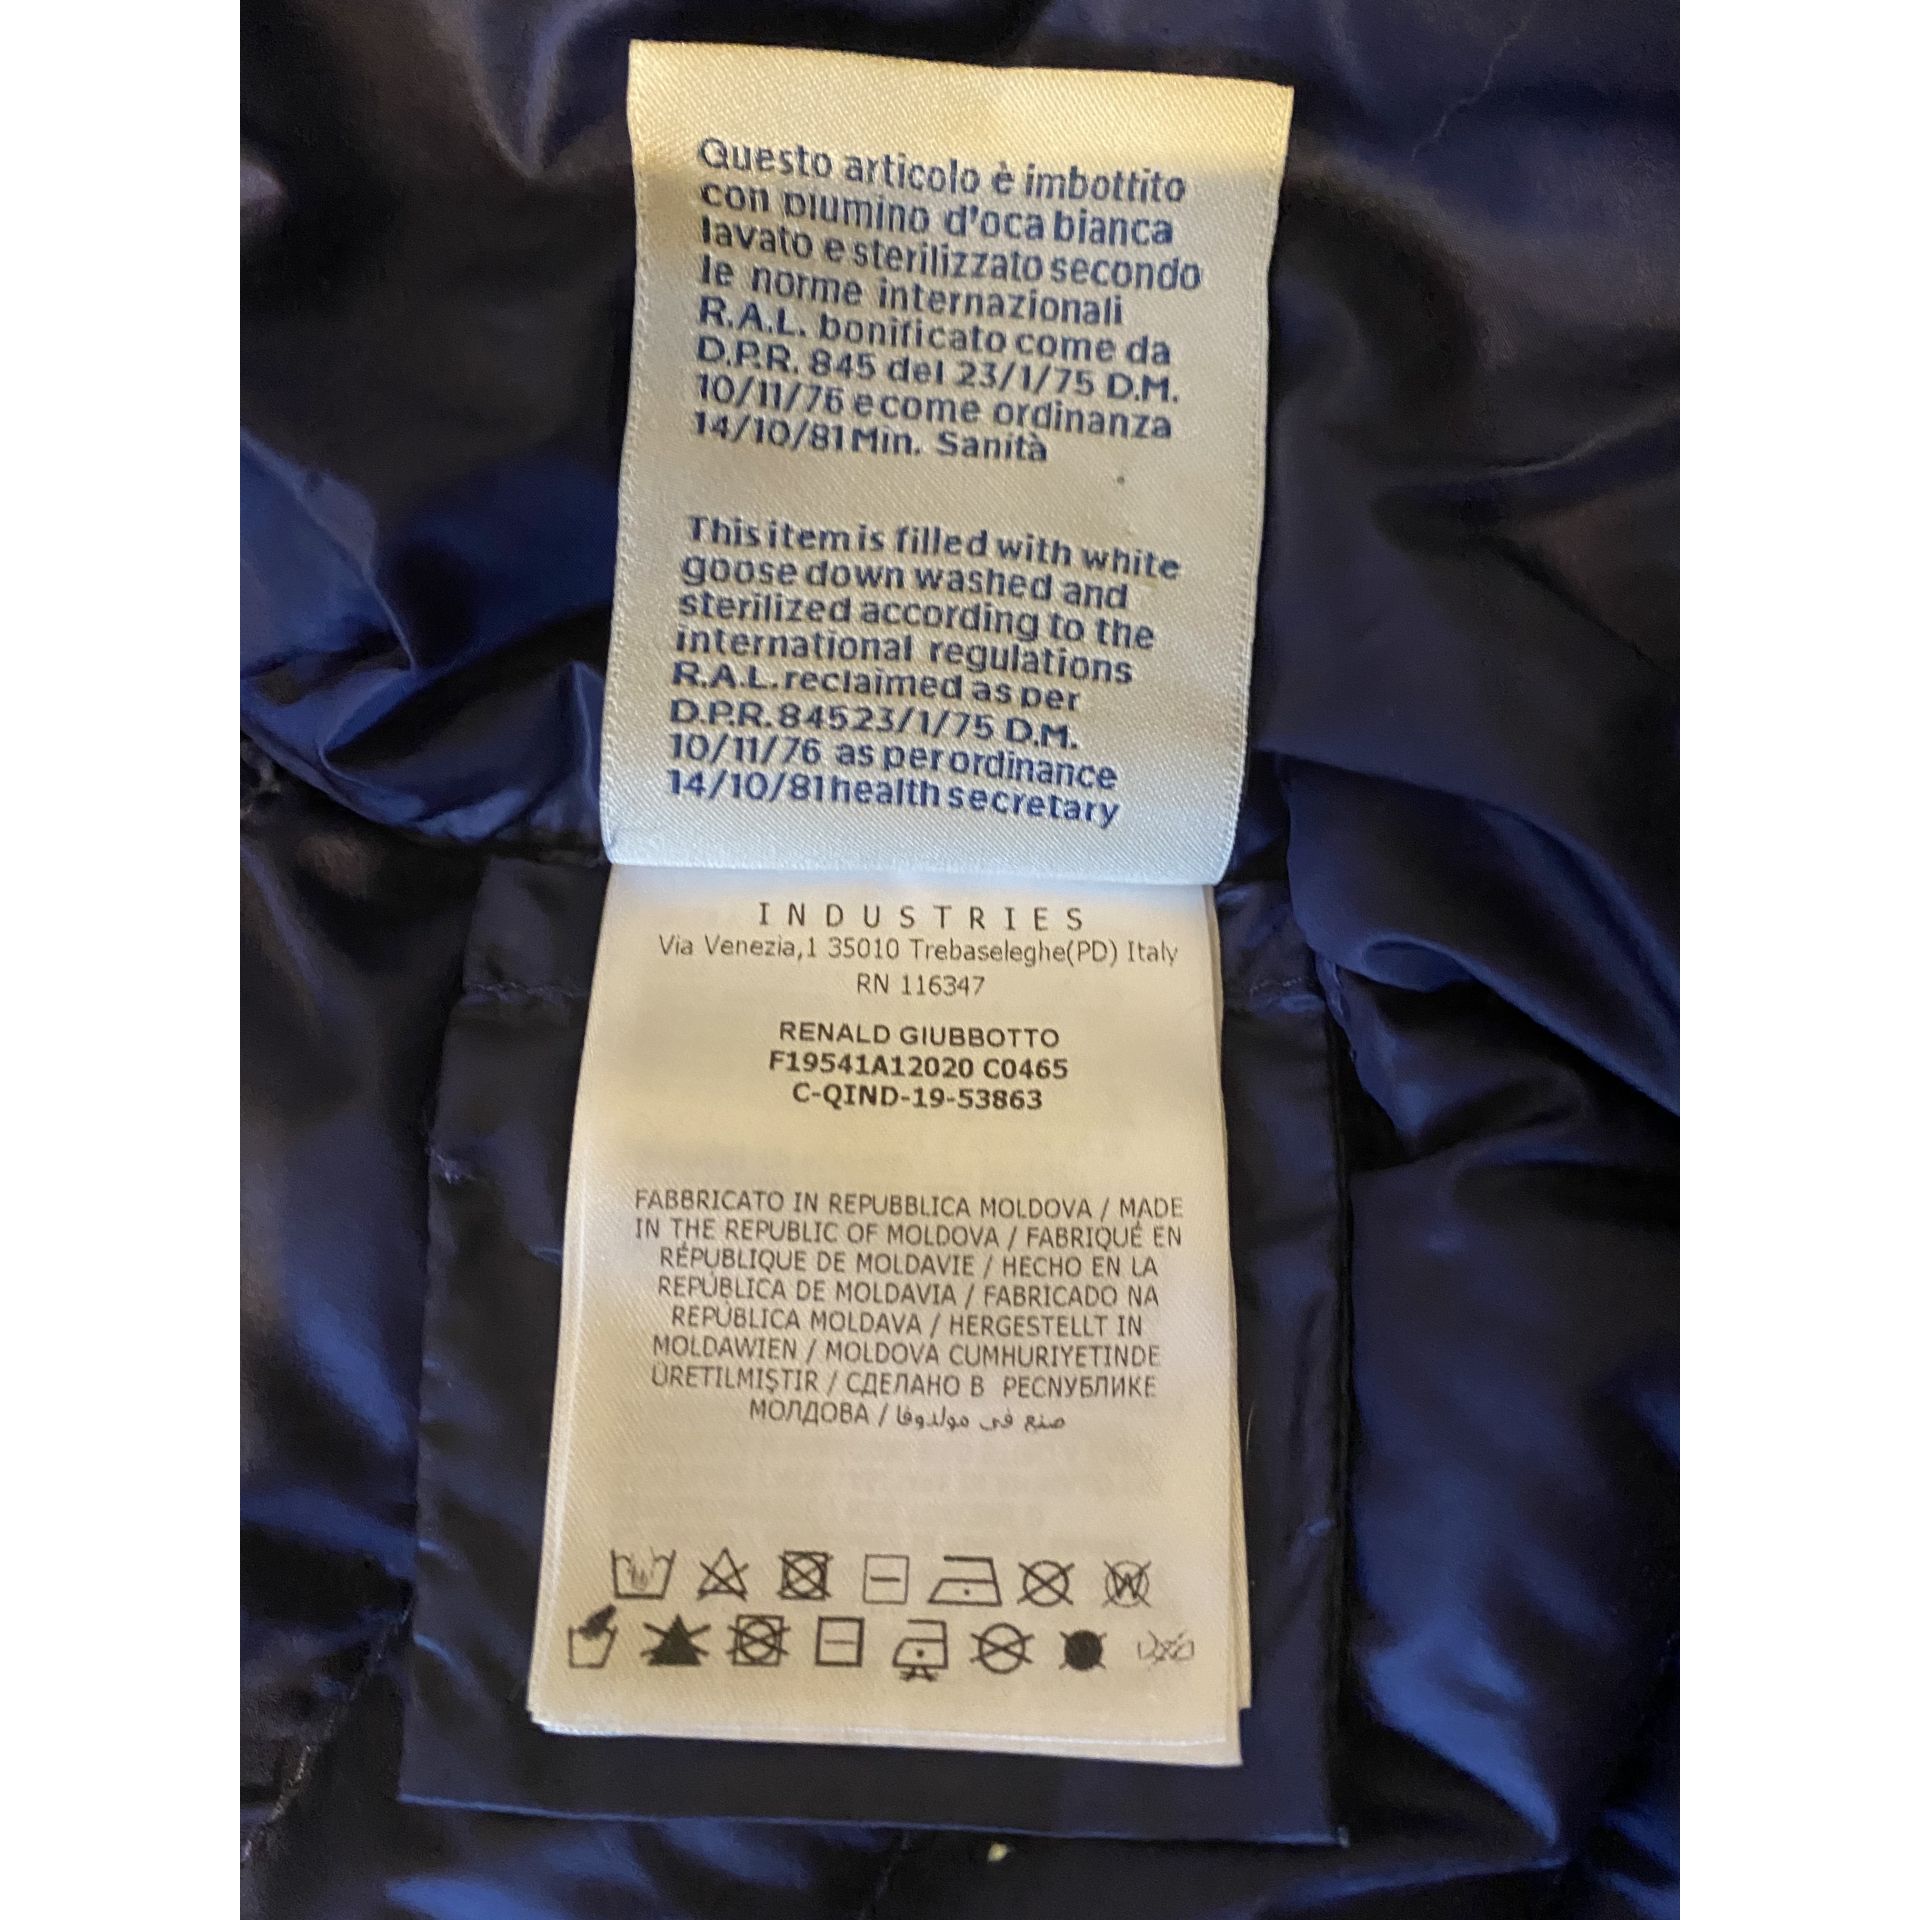 Questo articolo è imbottito
con piumino d'oca bianca
lavato e sterilizzato secondo
le norme internazionali
R.A.L. bonificato come da
D.P.R. 845 del 23/1/75 D.M.
10/11/76 e come ordinanza
14/10/81 Min. Sanità
This item is filled with white
goose down washed and
sterilized according to the
international regulations
R.A.L. reclaimed as per
D.P.R. 845 23/1/75 D.M.
10/11/76 as per ordinance
14/10/81 health secretary
INDUSTRIES
Via Venezia,1 35010 Trebaseleghe(PD) Italy
RN 116347
RENALD GIUBBOTTO
F19541A12020 C0465
C-QIND-19-53863
FABBRICATO IN REPUBBLICA MOLDOVA / MADE
IN THE REPUBLIC OF MOLDOVA / FABRIQUÉ EN
RÉPUBLIQUE DE MOLDAVIE / HECHO EN LA
REPÚBLICA DE MOLDAVIA / FABRICADO NA
REPÚBLICA MOLDAVA / HERGESTELLT IN
MOLDAWIEN / MOLDOVA CUMHURIYETINDE
ÜRETILMIŞTIR / СДЕЛАНО В РЕСПУБЛИКЕ
МОЛДОВА / صنع في مولدوفا
W